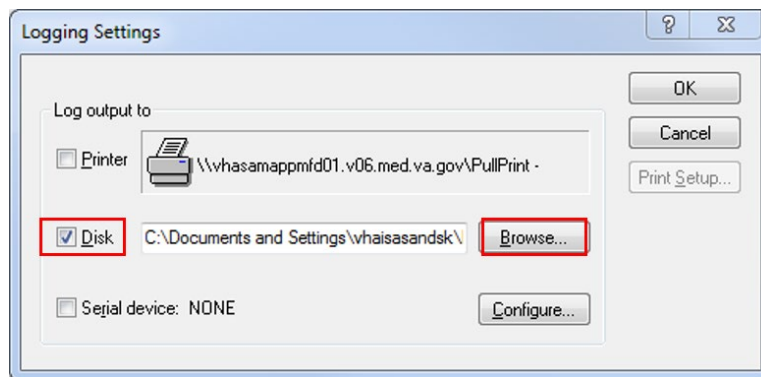 Logging Settings
OK
Log output to
Cancel
Printer
\\vhasamappmfd01.v06.med.va.gov\PullPrint -
Print Setup...
Disk
C:\Documents and Settings\vhaisasandsk\
Browse...
Serial device: NONE
Configure...